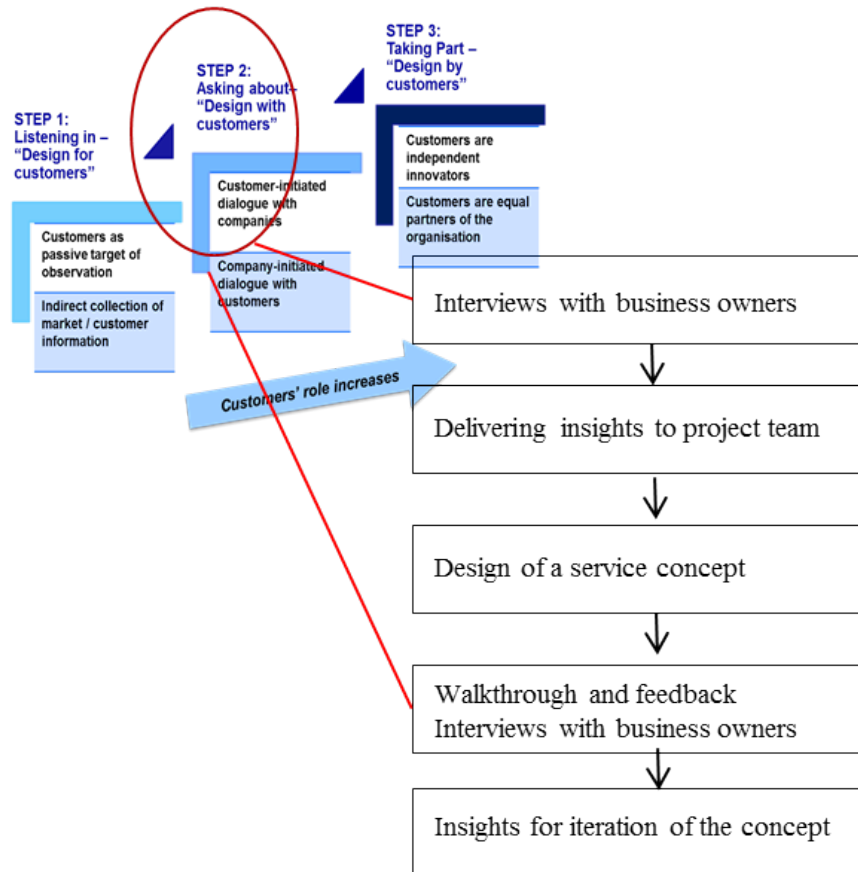 STEP 1:
Listening in –
“Design for
customers”
Customers as
passive target of
observation
Indirect collection of
market / customer
information
STEP 2:
Asking about–
“Design with
customers”
Customer-initiated
dialogue with
companies
Company-initiated
dialogue with
customers
STEP 3:
Taking Part –
“Design by
customers”
Customers are
independent
innovators
Customers are equal
partners of the
organisation
Customers’ role increases
Interviews with business owners
Delivering insights to project team
Design of a service concept
Walkthrough and feedback
Interviews with business owners
Insights for iteration of the concept